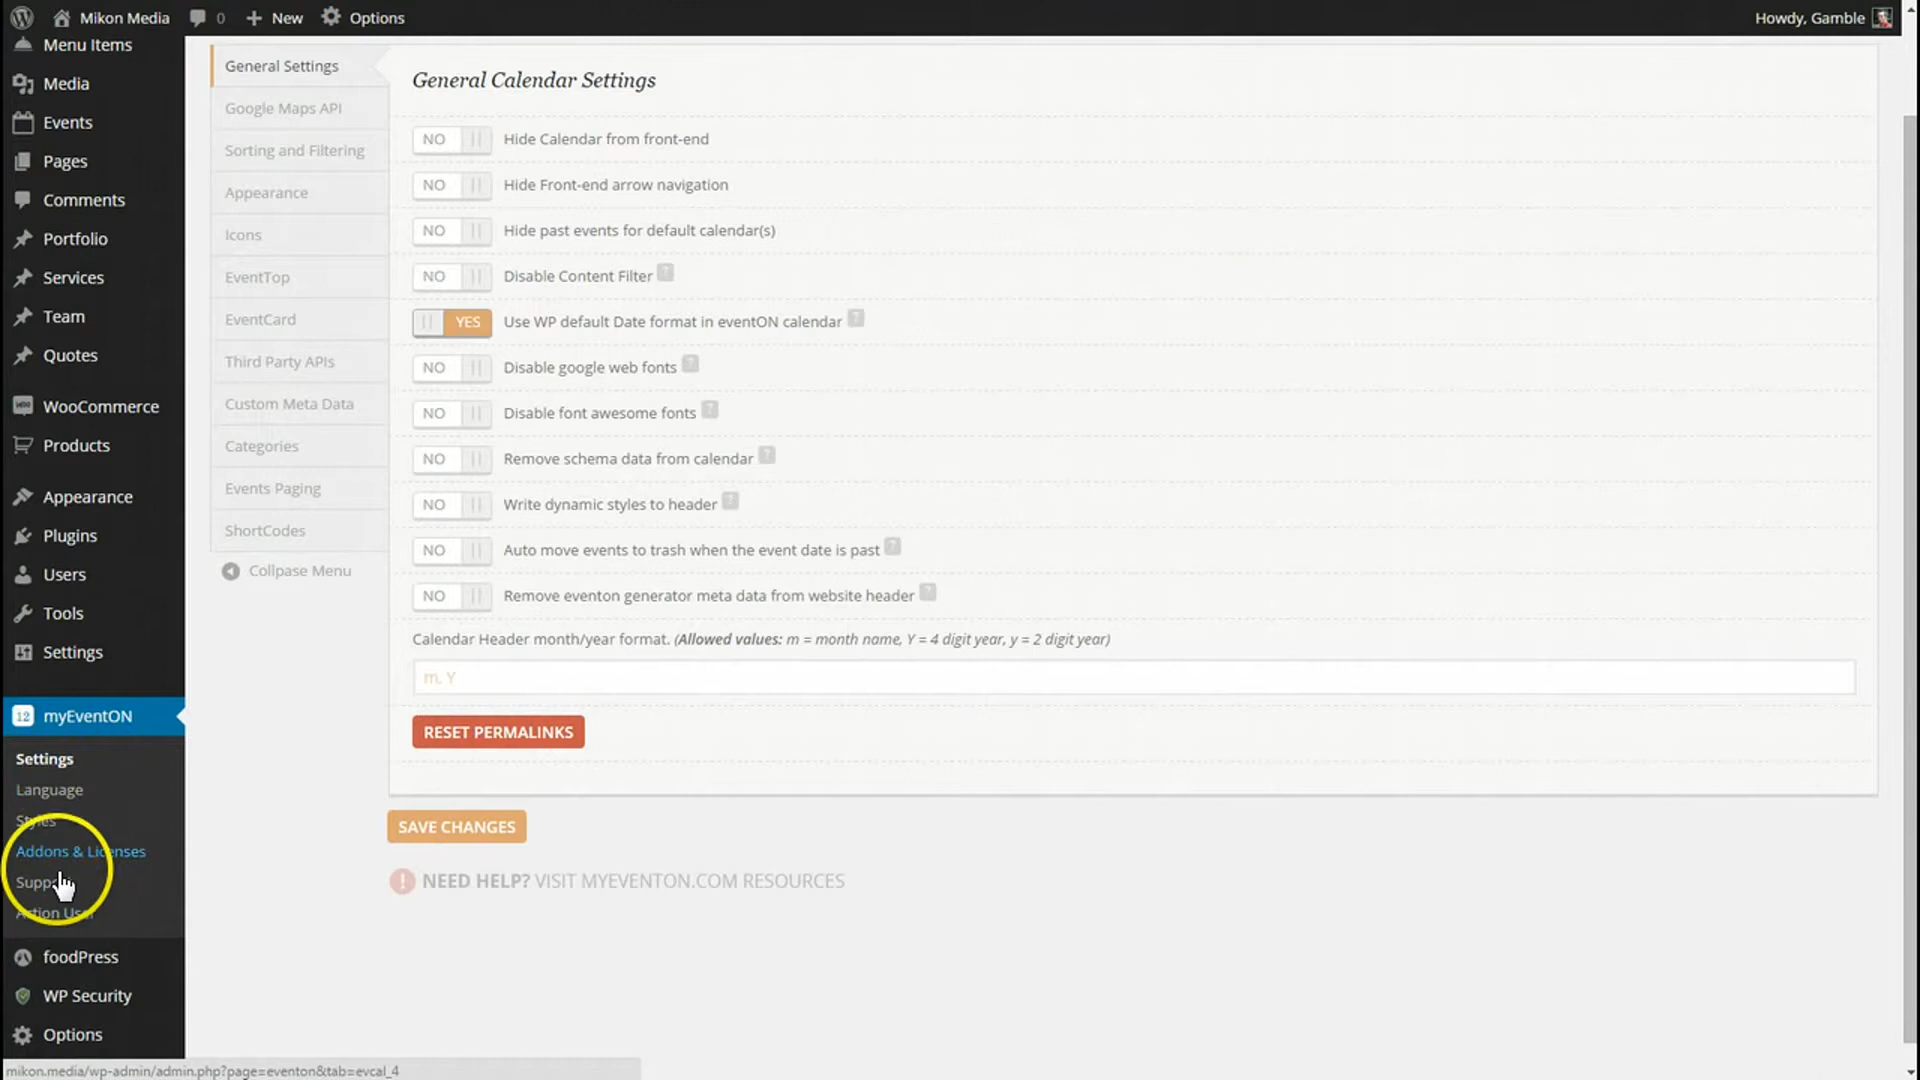 Mikon Media 0 New Options Howdy, Gamble
Menu Items
Media
Events
Pages
Comments
Portfolio
Services
Team
Quotes
WooCommerce
Products
Appearance
Plugins
Users
Tools
Settings
12 myEventON
Settings
Language
Styles
Addons & Licenses
Action User
foodPress
WP Security
Options
mikon.media/wp-admin/admin.php?page=eventon&tab=evcal_4
General Settings
Google Maps API
Sorting and Filtering
Appearance
Icons
EventTop
EventCard
Third Party APIs
Custom Meta Data
Categories
Events Paging
ShortCodes
Collpase Menu
General Calendar Settings
NO Hide Calendar from front-end
NO Hide Front-end arrow navigation
NO Hide past events for default calendar(s)
NO Disable Content Filter ?
YES Use WP default Date format in eventON calendar ?
NO Disable google web fonts ?
NO Disable font awesome fonts ?
NO Remove schema data from calendar ?
NO Write dynamic styles to header ?
NO Auto move events to trash when the event date is past ?
NO Remove eventon generator meta data from website header ?
Calendar Header month/year format. (Allowed values: m = month name, Y = 4 digit year, y = 2 digit year)
m, Y
RESET PERMALINKS
SAVE CHANGES
! NEED HELP? VISIT MYEVENTON.COM RESOURCES